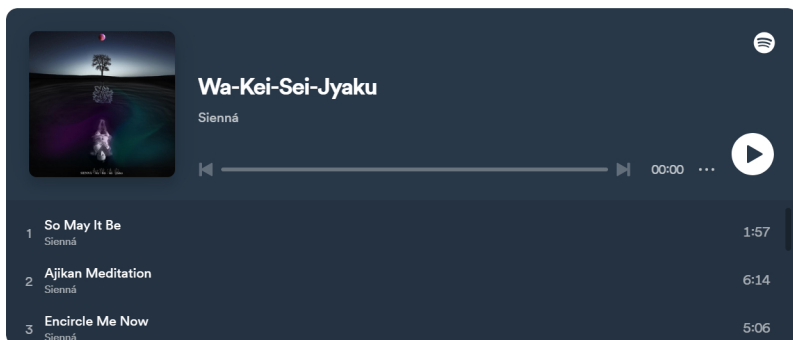 Wa-Kei-Sei-Jyaku
Sienná
00:00
1 So May It Be 1:57
Sienná
2 Ajikan Meditation 6:14
Sienná
3 Encircle Me Now 5:06
Sienná